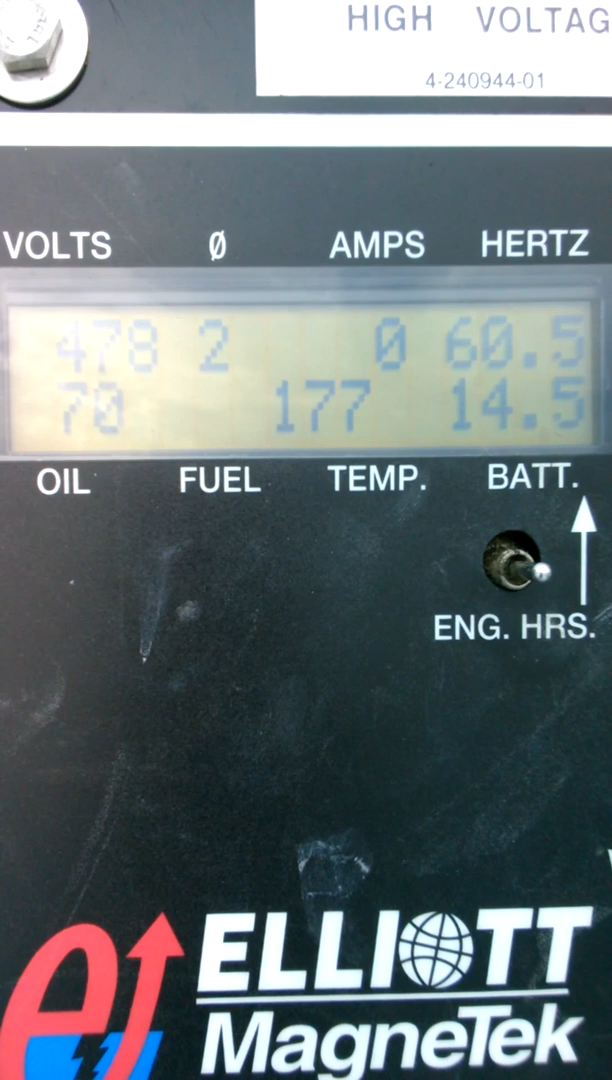 HIGH VOLTAG
4-240944-01
VOLTS Ø AMPS HERTZ
478 2 0 60.5
70 177 14.5
OIL FUEL TEMP. BATT.
ENG. HRS.
ELLIOTT
MagneTek